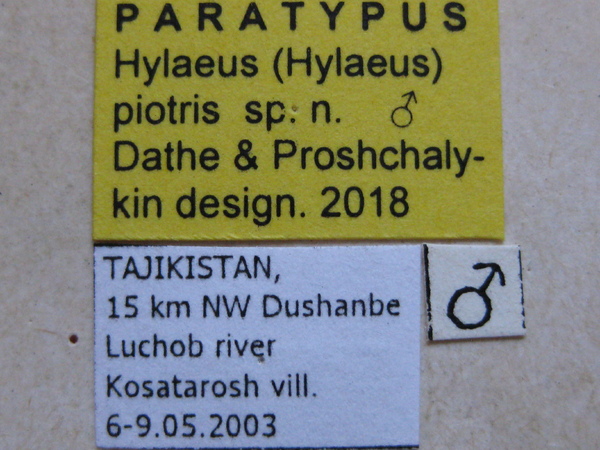 PARATYPUS
Hylaeus (Hylaeus)
piotris sp. n. ♂
Dathe & Proshchaly-
kin design. 2018
TAJIKISTAN,
15 km NW Dushanbe
Luchob river
Kosatarosh vill.
6-9.05.2003
♂